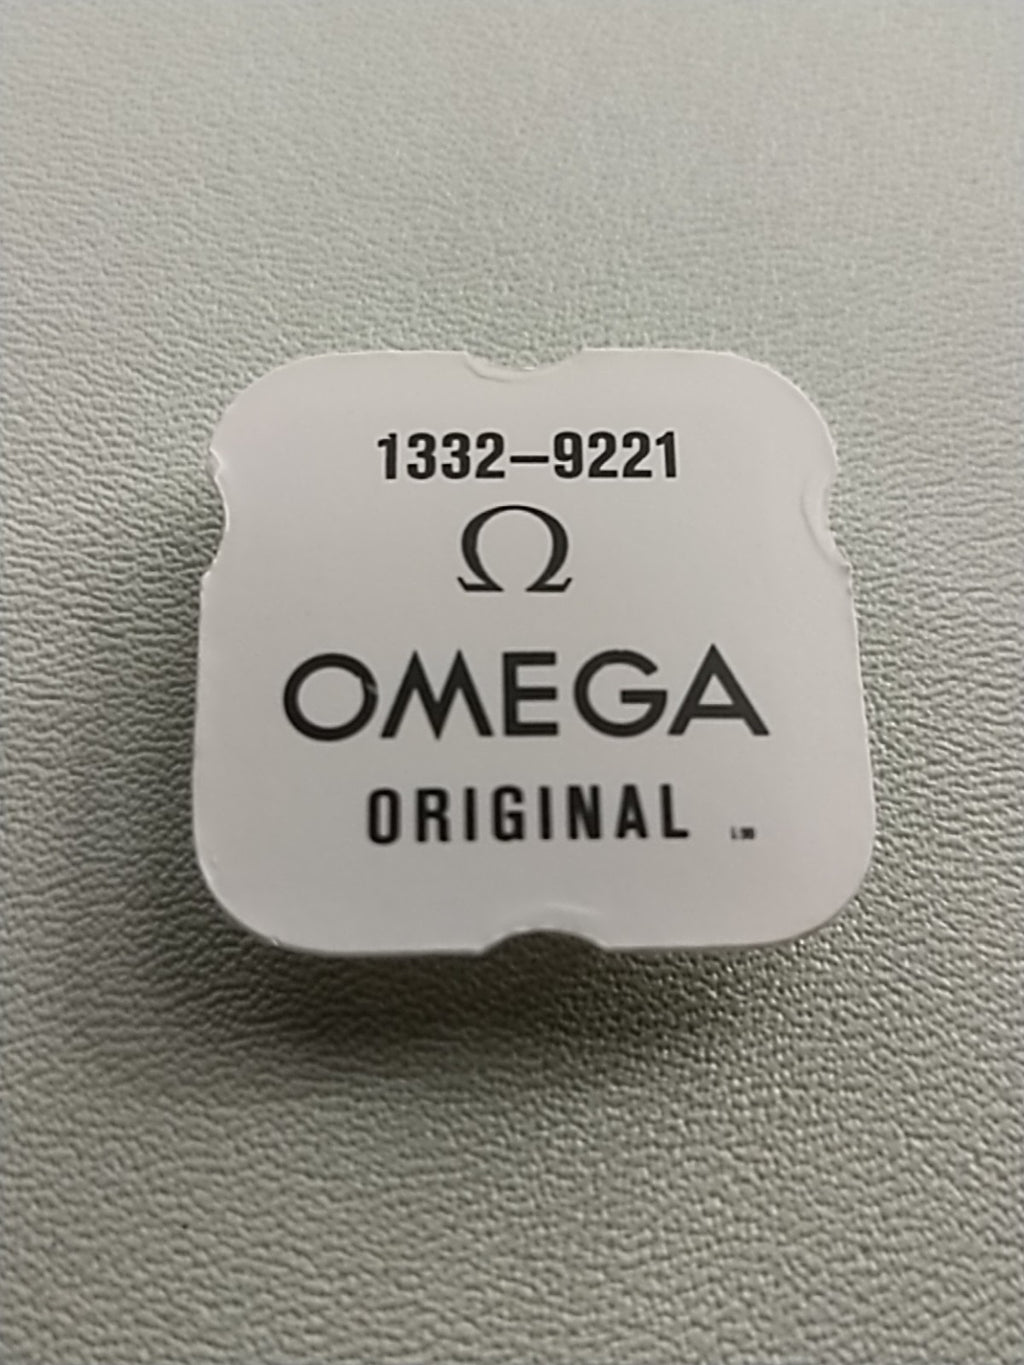 1332–9221
Ω
OMEGA
ORIGINAL